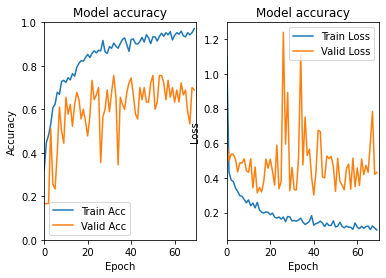 Model accuracy
1.0
0.8
0.6
0.4
0.2
0.0
Accuracy
0
20
40
60
Epoch
Train Acc
Valid Acc
Model accuracy
1.2
1.0
0.8
0.6
0.4
0.2
Loss
0
20
40
60
Epoch
Train Loss
Valid Loss